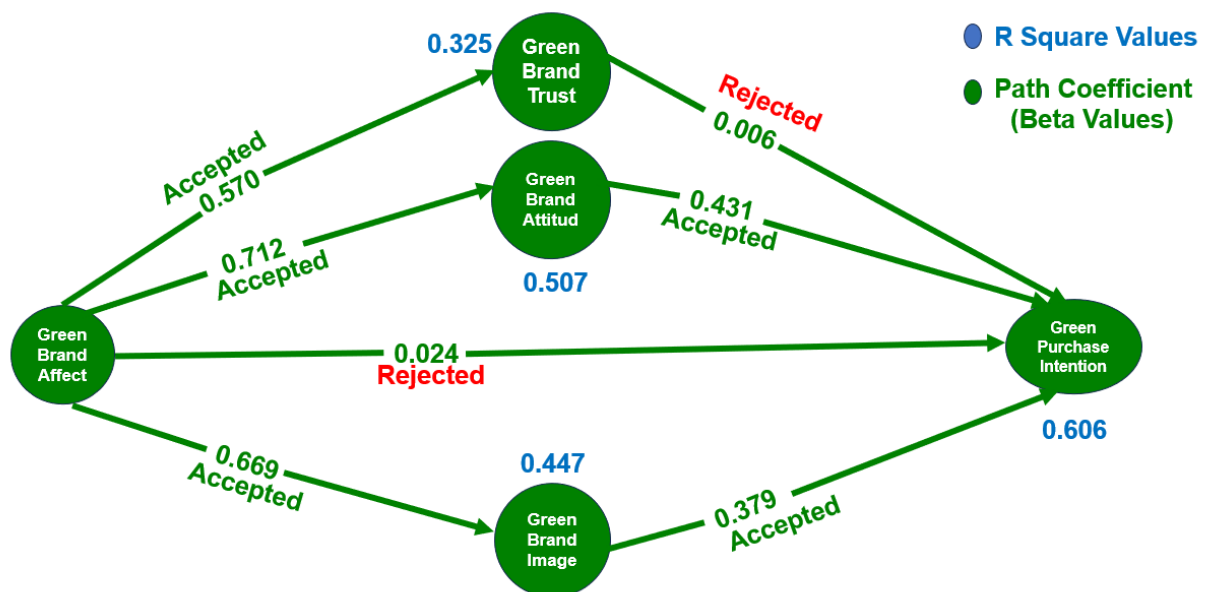 0.325
Green
Brand
Trust
R Square Values
Path Coefficient
(Beta Values)
Rejected
0.006
Accepted
0.570
Green
Brand
Attitud
0.431
Accepted
0.712
Accepted
0.507
Green
Brand
Affect
0.024
Rejected
Green
Purchase
Intention
0.606
0.669
Accepted
0.447
Green
Brand
Image
0.379
Accepted